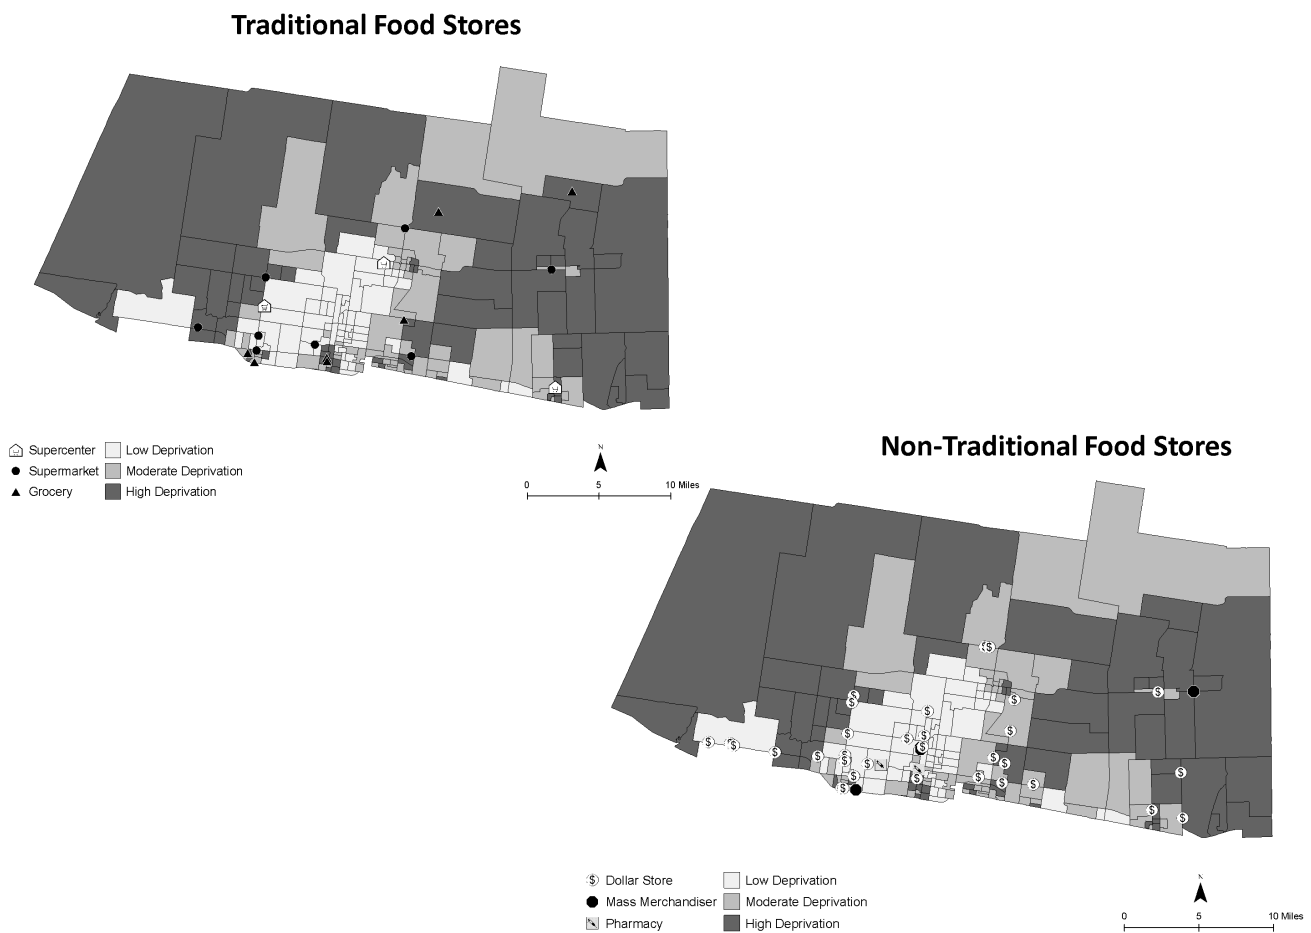 Traditional Food Stores
Supercenter Low Deprivation
Supermarket Moderate Deprivation
Grocery High Deprivation
N
0 5 10 Miles
Non-Traditional Food Stores
$ Dollar Store Low Deprivation
Mass Merchandiser Moderate Deprivation
Pharmacy High Deprivation
N
0 5 10 Miles